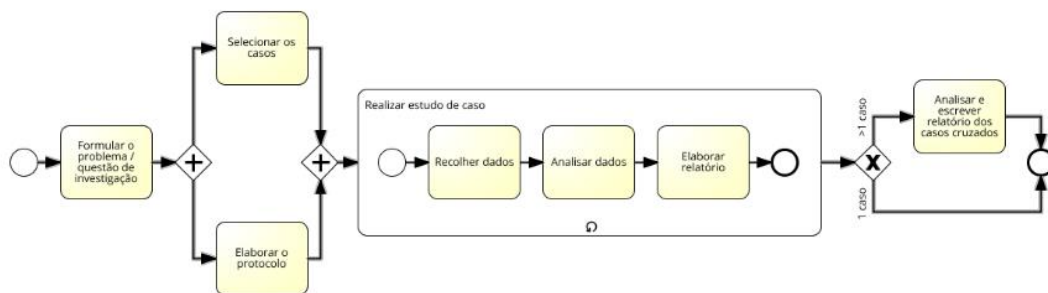 Formular o
problema /
questão de
investigação
Selecionar os
casos
Elaborar o
protocolo
Realizar estudo de caso
Recolher dados
Analisar dados
Elaborar
relatório
>1 caso
1 caso
Analisar e
escrever
relatório dos
casos cruzados